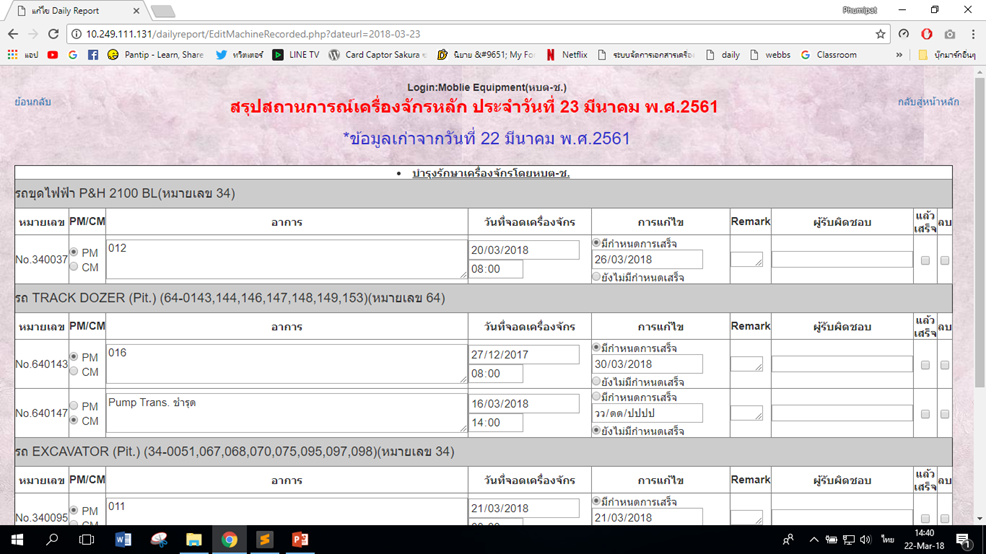 แก้ไข Daily Report
Phumipst
10.249.111.131/dailyreport/EditMachineRecorded.php?dateurl=2018-03-23
แอป G Pantip - Learn, Share ทวิตเตอร์ LINE TV Card Captor Sakura นิยาย &#9651; My Fo Netflix ระบบจัดการเอกสารเครื่อง daily webbs Classroom » บุ๊กมาร์กอื่นๆ
Login:Moblie Equipment(หบต-ช.)
ย้อนกลับ
สรุปสถานการณ์เครื่องจักรหลัก ประจำวันที่ 23 มีนาคม พ.ศ.2561
กลับสู่หน้าหลัก
*ข้อมูลเก่าจากวันที่ 22 มีนาคม พ.ศ.2561
• บำรุงรักษาเครื่องจักรโดยหบต-ช.
รถขุดไฟฟ้า P&H 2100 BL(หมายเลข 34)
หมายเลข PM/CM อาการ วันที่จอดเครื่องจักร การแก้ไข Remark ผู้รับผิดชอบ แล้วเสร็จ ลบ
No.340037 PM CM 012 20/03/2018 08:00 มีกำหนดการเสร็จ 26/03/2018 ยังไม่มีกำหนดเสร็จ
รถ TRACK DOZER (Pit.) (64-0143,144,146,147,148,149,153)(หมายเลข 64)
หมายเลข PM/CM อาการ วันที่จอดเครื่องจักร การแก้ไข Remark ผู้รับผิดชอบ แล้วเสร็จ ลบ
No.640143 PM CM 016 27/12/2017 08:00 มีกำหนดการเสร็จ 30/03/2018 ยังไม่มีกำหนดเสร็จ
No.640147 PM CM Pump Trans. ชำรุด 16/03/2018 14:00 มีกำหนดการเสร็จ วว/ดด/ปปปป ยังไม่มีกำหนดเสร็จ
รถ EXCAVATOR (Pit.) (34-0051,067,068,070,075,095,097,098)(หมายเลข 34)
หมายเลข PM/CM อาการ วันที่จอดเครื่องจักร การแก้ไข Remark ผู้รับผิดชอบ แล้วเสร็จ ลบ
No.340095 PM 011 21/03/2018 มีกำหนดการเสร็จ 21/03/2018
ไทย 14:40
22-Mar-18